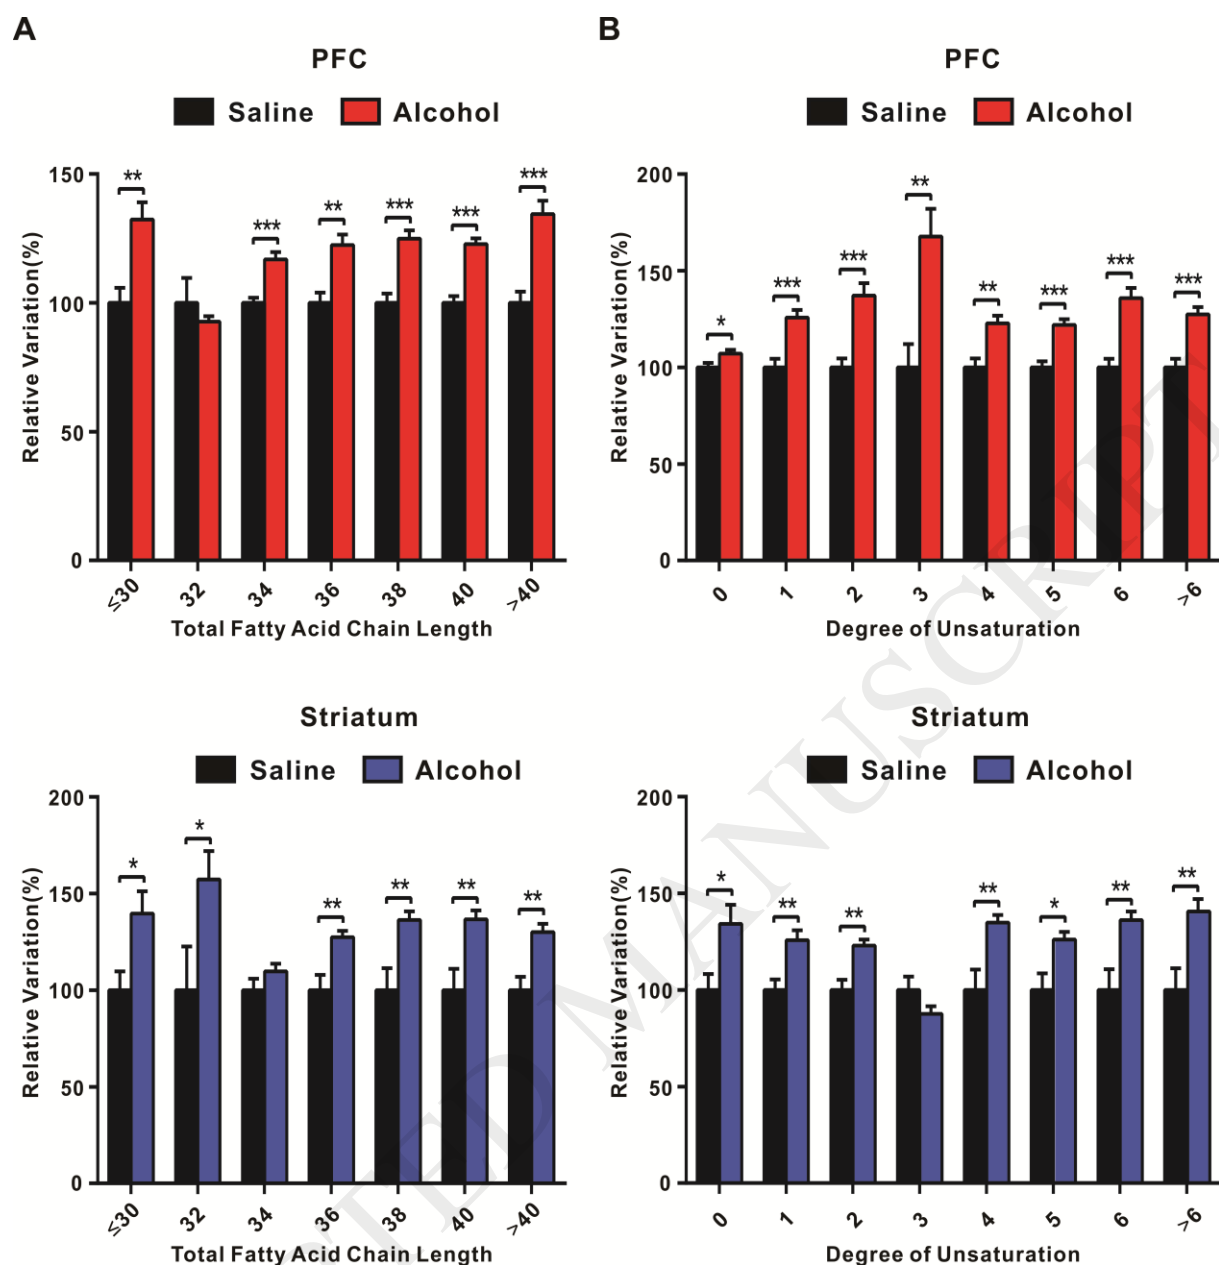 A
PFC
Saline Alcohol
Relative Variation(%)
150
100
50
0
** *** ** *** *** ***
≤30 32 34 36 38 40 >40
Total Fatty Acid Chain Length
B
PFC
Saline Alcohol
Relative Variation(%)
200
150
100
50
0
* *** *** ** ** *** *** ***
0 1 2 3 4 5 6 >6
Degree of Unsaturation
Striatum
Saline Alcohol
Relative Variation(%)
200
150
100
50
0
* * ** ** ** **
≤30 32 34 36 38 40 >40
Total Fatty Acid Chain Length
Striatum
Saline Alcohol
Relative Variation(%)
200
150
100
50
0
* ** ** ** * ** **
0 1 2 3 4 5 6 >6
Degree of Unsaturation
TED MANUSCRIPT